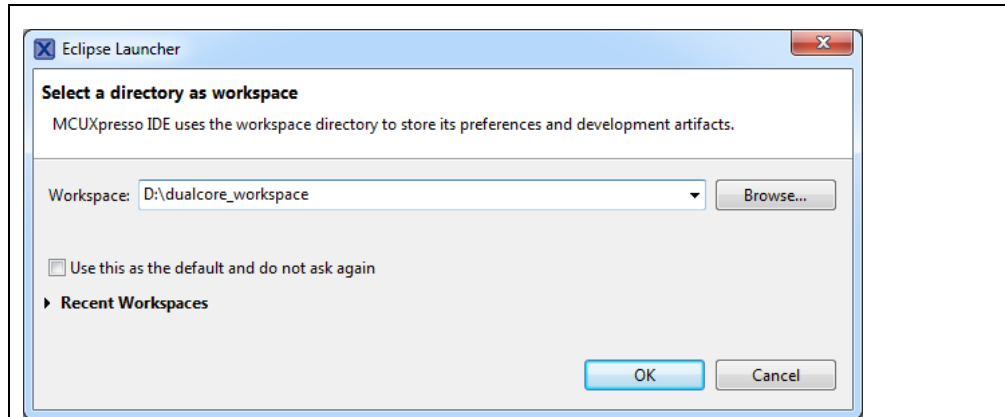 Eclipse Launcher
Select a directory as workspace
MCUXpresso IDE uses the workspace directory to store its preferences and development artifacts.
Workspace: D:\dualcore_workspace Browse...
Use this as the default and do not ask again
Recent Workspaces
OK Cancel